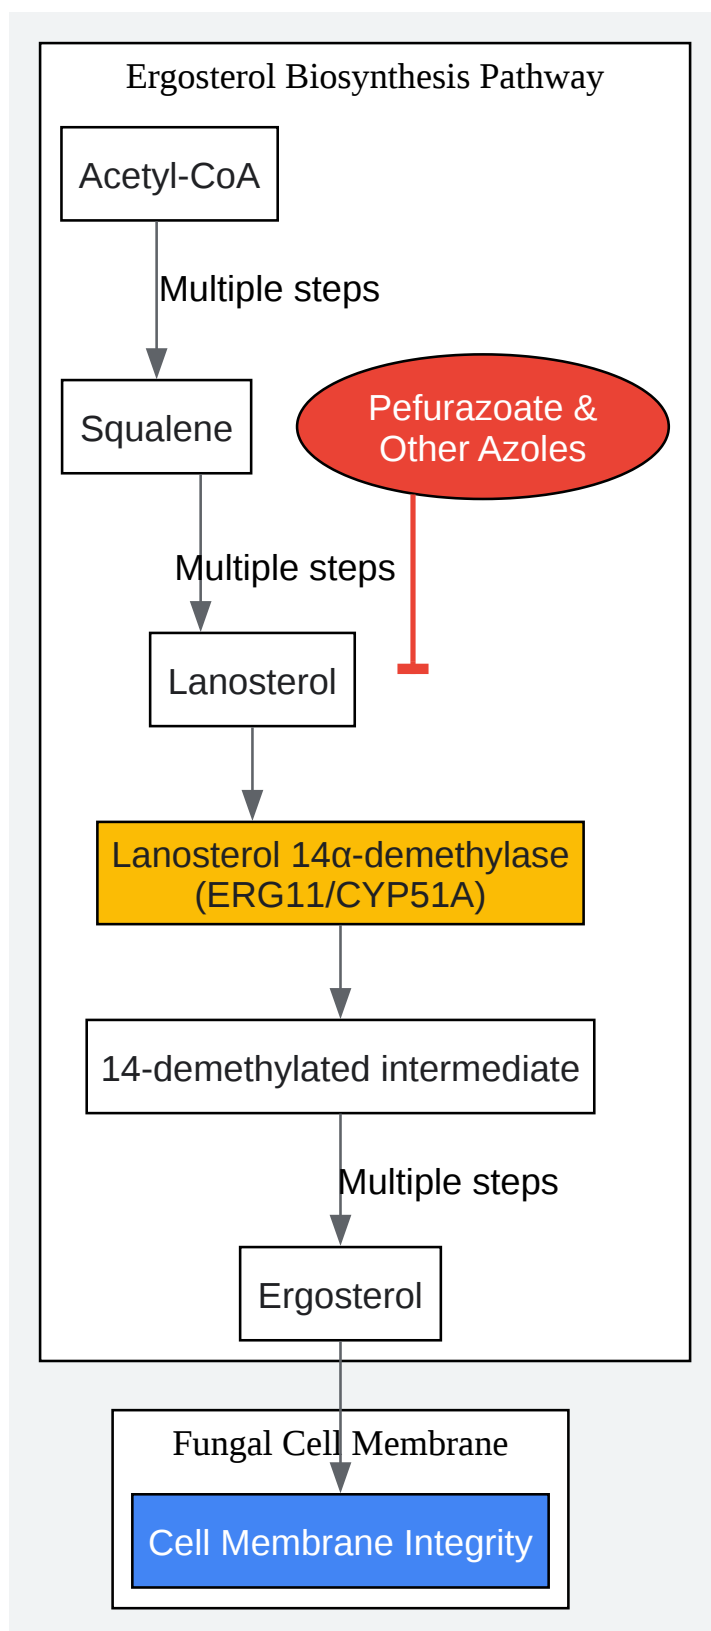 Ergosterol Biosynthesis Pathway
Acetyl-CoA
Multiple steps
Squalene
Pefurazoate &
Other Azoles
Multiple steps
Lanosterol
Lanosterol 14α-demethylase
(ERG11/CYP51A)
14-demethylated intermediate
Multiple steps
Ergosterol
Fungal Cell Membrane
Cell Membrane Integrity